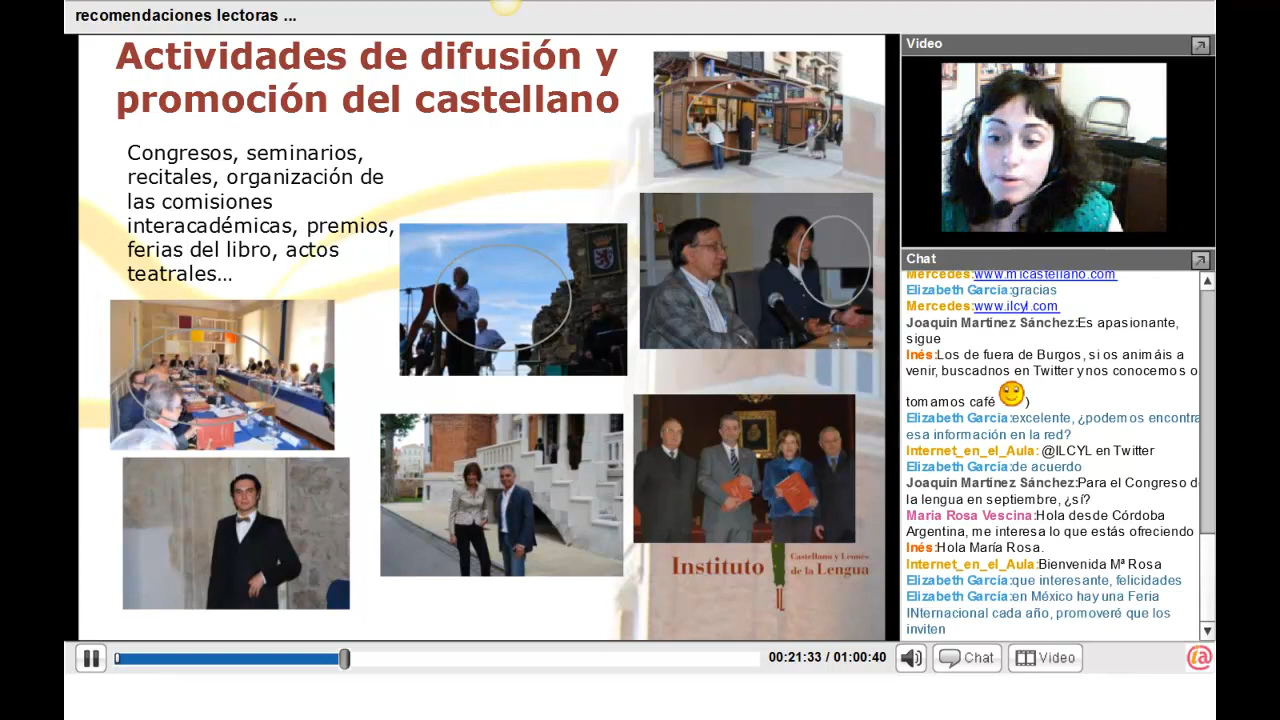 recomendaciones lectoras ...
Actividades de difusión y
promoción del castellano
Congresos, seminarios,
recitales, organización de
las comisiones
interacadémicas, premios,
ferias del libro, actos
teatrales...
Instituto
Castellano y Leonés
de la Lengua
Video
Chat
Mercedes:www.micastellano.com
Elizabeth García:gracias
Mercedes:www.ilcyl.com
Joaquin Martinez Sánchez:Es apasionante,
sigue
Inés:Los de fuera de Burgos, si os animáis a
venir, buscadnos en Twitter y nos conocemos o
tomamos café )
Elizabeth García:excelente, ¿podemos encontra
esa información en la red?
Internet_en_el_Aula: @ILCYL en Twitter
Elizabeth García:de acuerdo
Joaquin Martinez Sánchez:Para el Congreso d
la lengua en septiembre, ¿sí?
Maria Rosa Vescina:Hola desde Córdoba
Argentina, me interesa lo que estás ofreciendo
Inés:Hola María Rosa.
Internet_en_el_Aula: Bienvenida Mª Rosa
Elizabeth García:que interesante, felicidades
Elizabeth García:en México hay una Feria
INternacional cada año, promoveré que los
inviten
00:21:33 / 01:00:40
Chat
Video